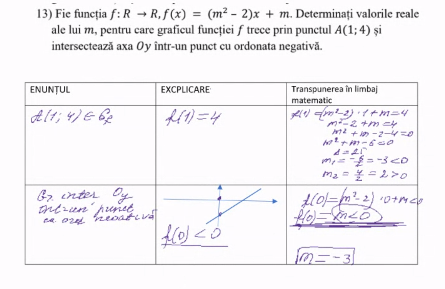 13) Fie funcția f: R → R, f(x) = (m² – 2)x + m. Determinați valorile reale
ale lui m, pentru care graficul funcției f trece prin punctul A(1; 4) și
intersectează axa Oy într-un punct cu ordonata negativă.
ENUNȚUL EXCPLICARE Transpunerea în limbaj
matematic
A(1; 4) ∈ Gf
f(1) = 4
f(1) = (m²-2)·1+m=4
m²-2+m=4
m²+m-2-4=0
m²+m-6=0
Δ=25
m₁ = -6/2 = -3<0
m₂ = 4/2 = 2>0
Gf inter Oy
într-un punct
cu ord negativă
f(0) < 0
f(0)=(m²-2)·0+m<0
f(0)= m<0
m = -3